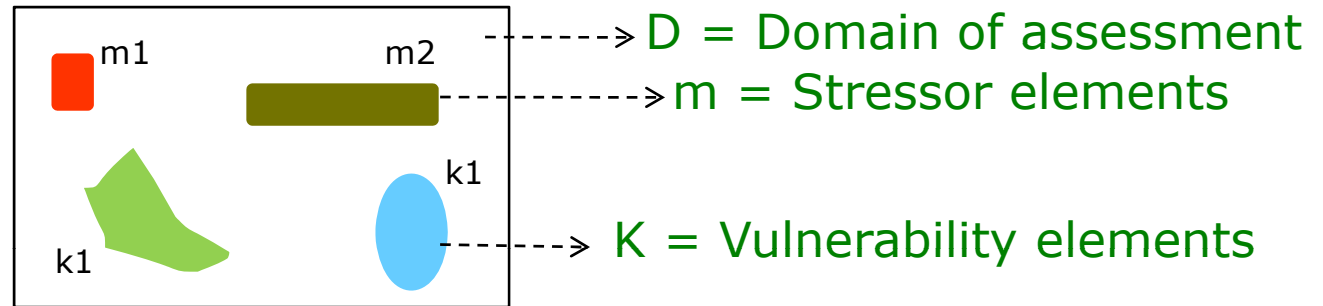 m1
m2
D = Domain of assessment
m = Stressor elements
k1
k1
K = Vulnerability elements